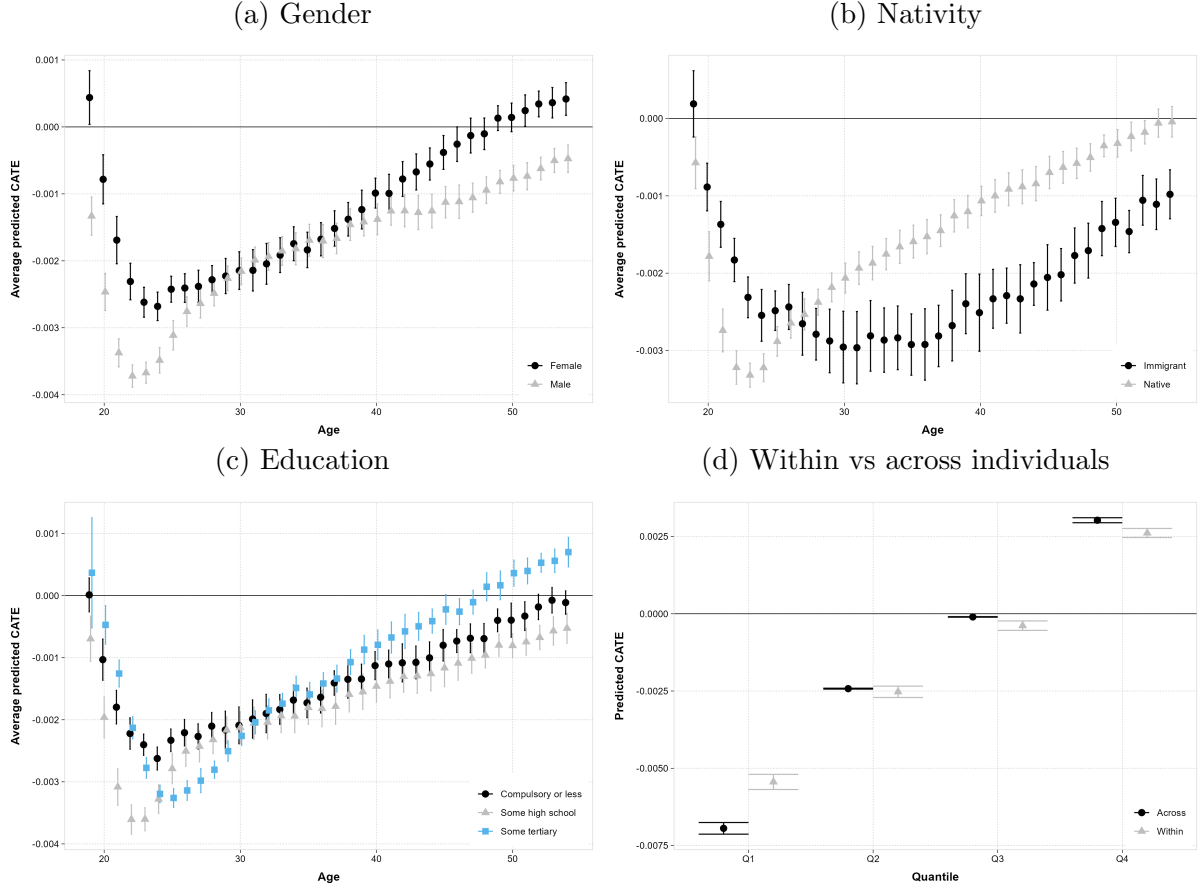 (a) Gender
0.001
0.000
-0.001
-0.002
-0.003
-0.004
Average predicted CATE
20
30
40
50
Age
Female
Male
(b) Nativity
0.000
-0.001
-0.002
-0.003
Average predicted CATE
20
30
40
50
Age
Immigrant
Native
(c) Education
0.001
0.000
-0.001
-0.002
-0.003
-0.004
Average predicted CATE
20
30
40
50
Age
Compulsory or less
Some high school
Some tertiary
(d) Within vs across individuals
0.0025
0.0000
-0.0025
-0.0050
-0.0075
Predicted CATE
Q1
Q2
Q3
Q4
Quantile
Across
Within